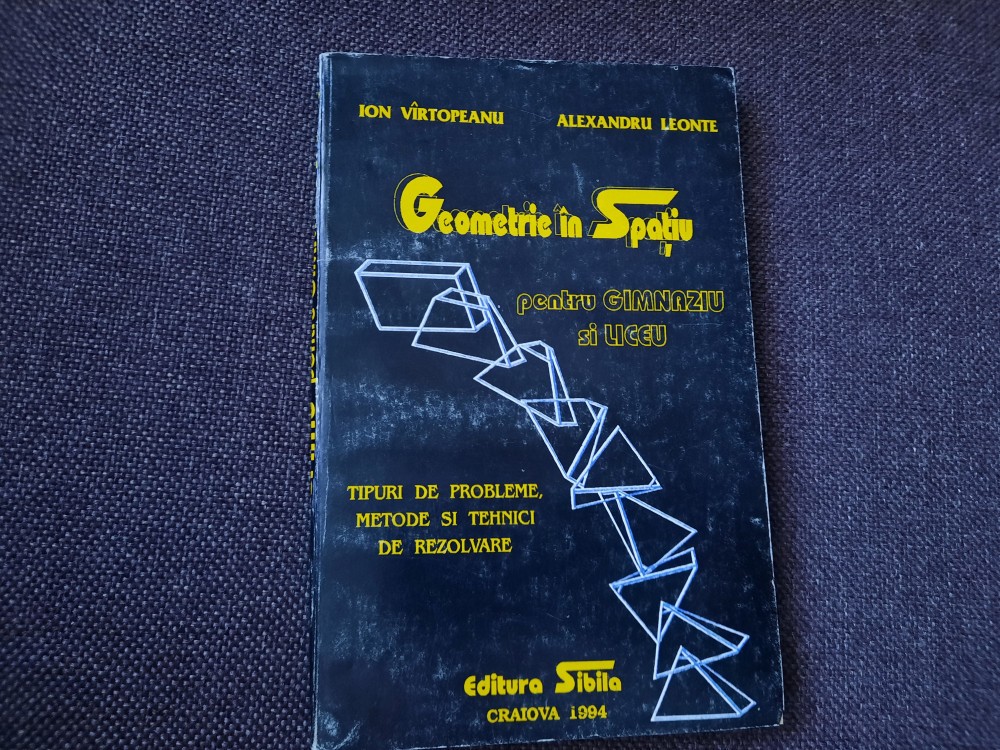 ION VÎRTOPEANU ALEXANDRU LEONTE
Geometrie în Spațiu
pentru GIMNAZIU
si LICEU
TIPURI DE PROBLEME,
METODE SI TEHNICI
DE REZOLVARE
Editura Sibila
CRAIOVA 1994